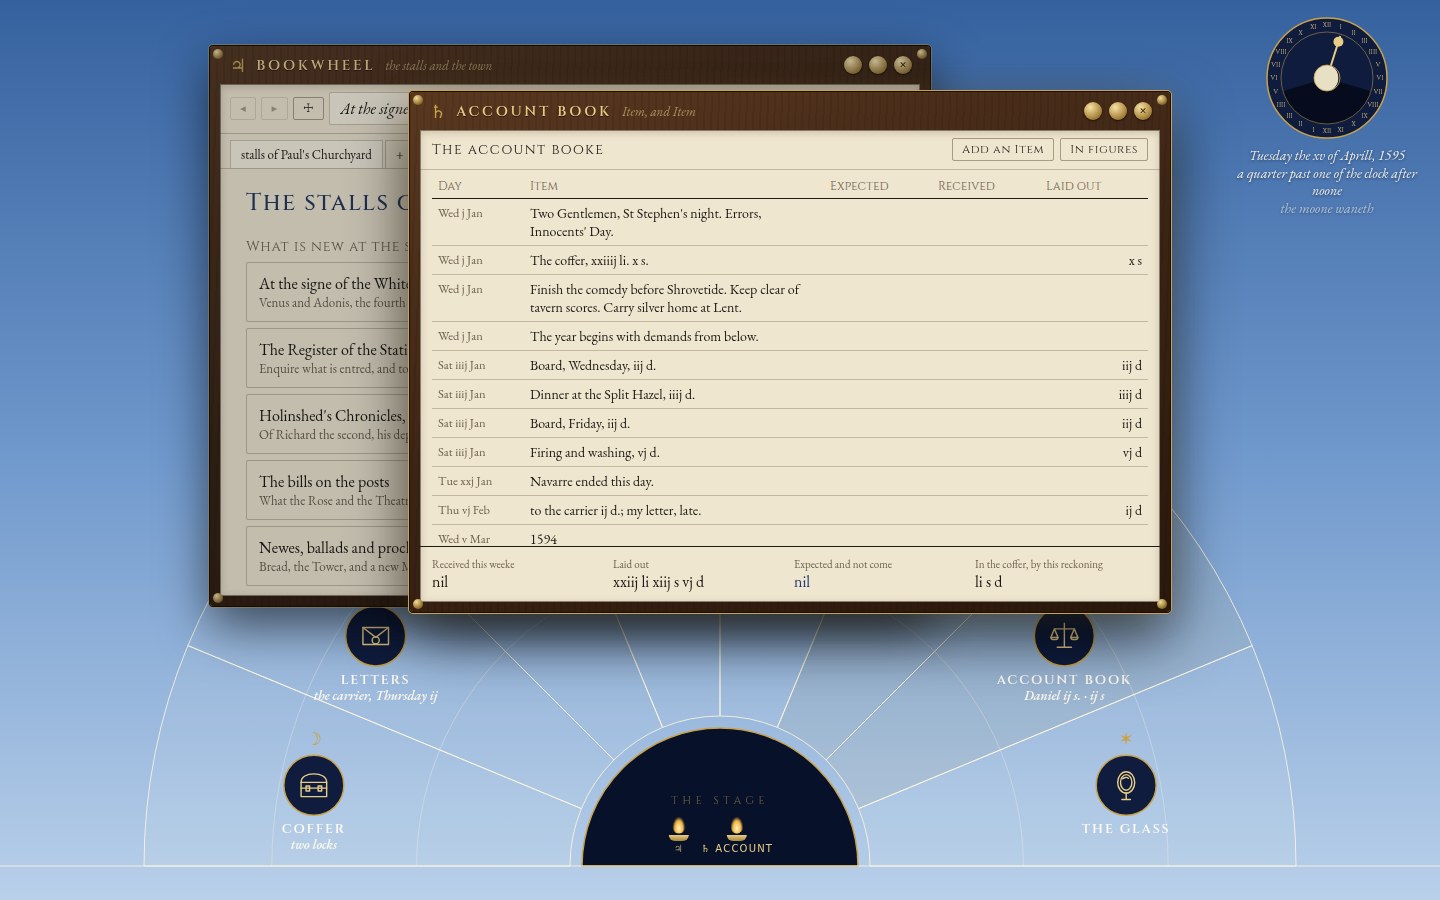 BOOKWHEEL the stalls and the town
At the signe
stalls of Paul's Churchyard +
The stalls
What is new at the
At the signe of the White
Venus and Adonis, the fourth
The Register of the Stati
Enquire what is entred, and to
Holinshed's Chronicles,
Of Richard the second, his dep
The bills on the posts
What the Rose and the Theatr
Newes, ballads and procl
Bread, the Tower, and a new M
ACCOUNT BOOK Item, and Item
The account booke
Add an Item In figures
Day Item Expected Received Laid out
Wed j Jan Two Gentlemen, St Stephen's night. Errors,
Innocents' Day.
Wed j Jan The coffer, xxiiij li. x s. x s
Wed j Jan Finish the comedy before Shrovetide. Keep clear of
tavern scores. Carry silver home at Lent.
Wed j Jan The year begins with demands from below.
Sat iiij Jan Board, Wednesday, iij d. iij d
Sat iiij Jan Dinner at the Split Hazel, iiij d. iiij d
Sat iiij Jan Board, Friday, iij d. iij d
Sat iiij Jan Firing and washing, vj d. vj d
Tue xxj Jan Navarre ended this day.
Thu vj Feb to the carrier ij d.; my letter, late. ij d
Wed v Mar 1594
Received this weeke Laid out Expected and not come In the coffer, by this reckoning
nil xxiij li xiij s vj d nil li s d
Tuesday the xv of Aprill, 1595
a quarter past one of the clock after
noone
the moone waneth
LETTERS
the carrier, Thursday ij
COFFER
two locks
THE STAGE
♃ ♄ ACCOUNT
ACCOUNT BOOK
Daniel ij s. · ij s
THE GLASS